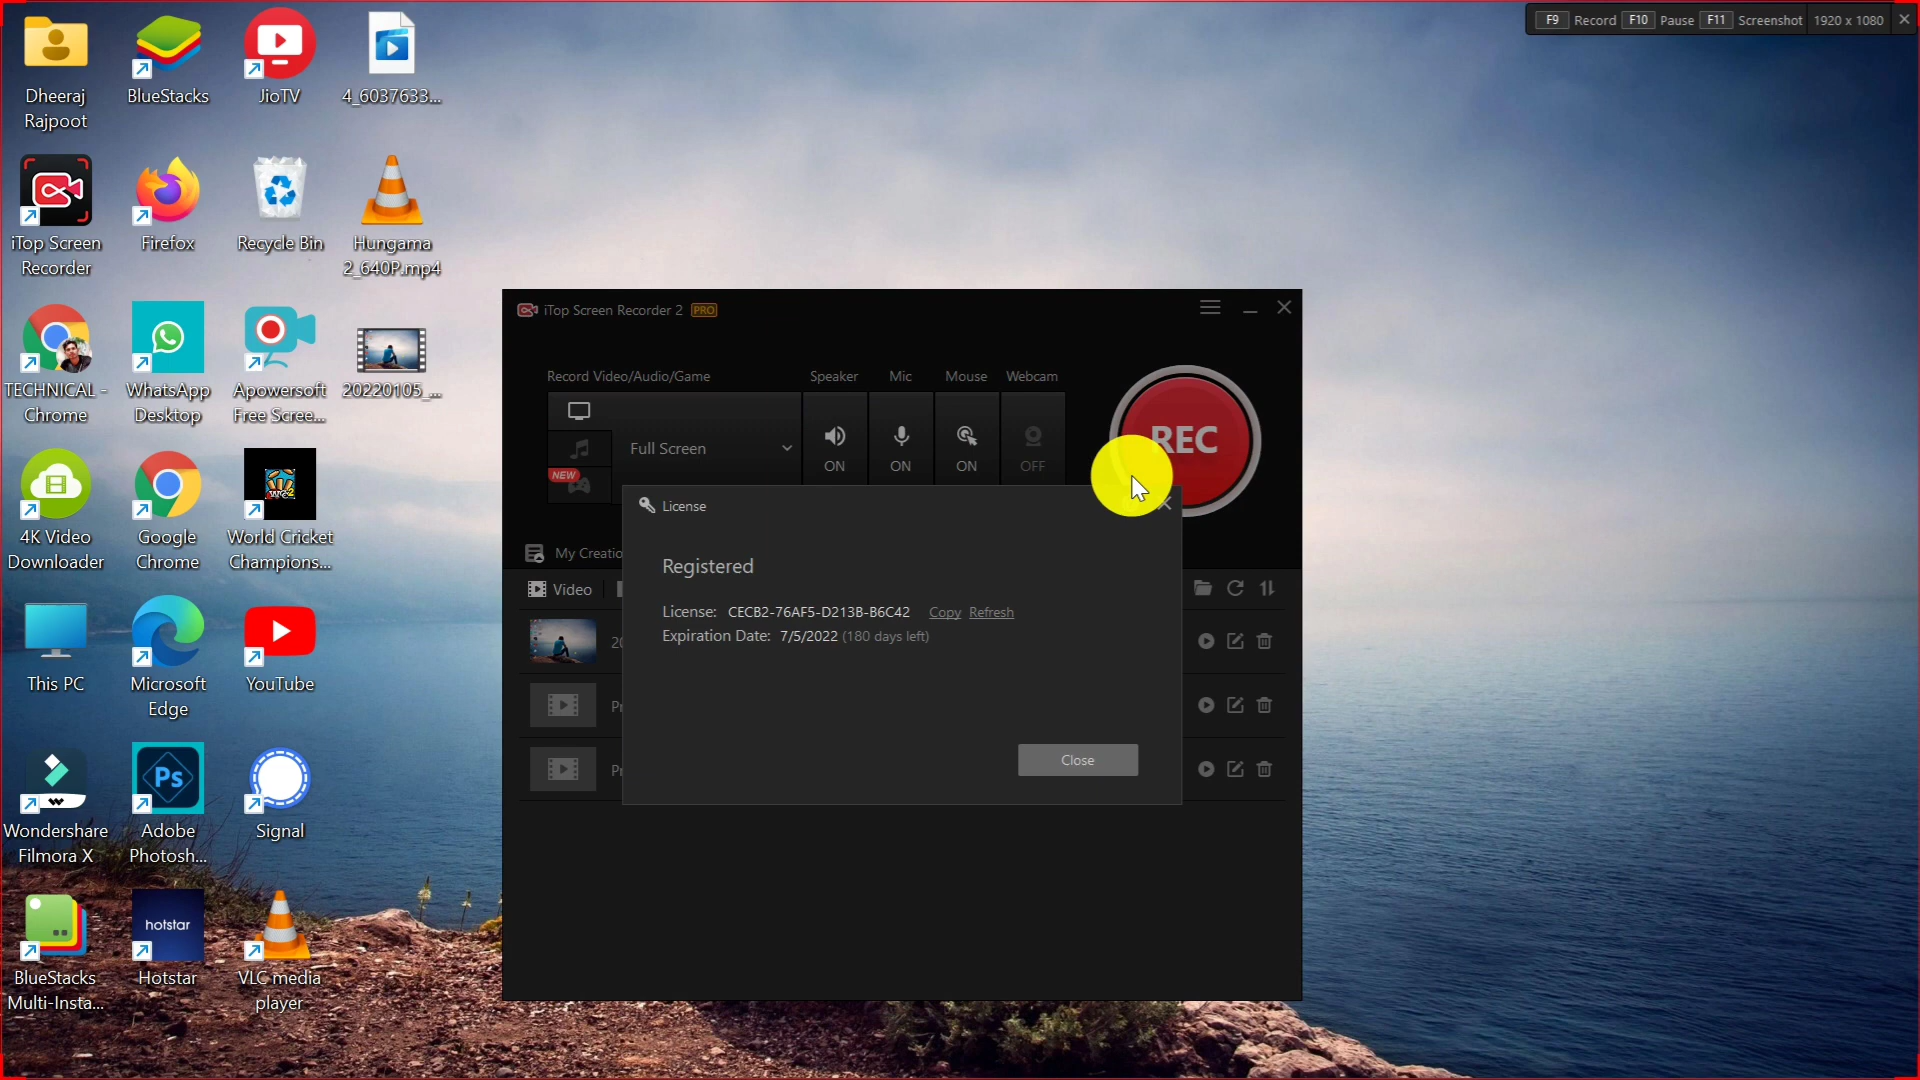 F9 Record F10 Pause F11 Screenshot 1920 x 1080
Dheeraj
Rajpoot
BlueStacks
JioTV
4_6037633...
iTop Screen
Recorder
Firefox
Recycle Bin
Hungama
2_640P.mp4
TECHNICAL -
Chrome
WhatsApp
Desktop
Apowersoft
Free Scree...
20220105_...
4K Video
Downloader
Google
Chrome
World Cricket
Champions...
This PC
Microsoft
Edge
YouTube
Wondershare
Filmora X
Ps
Adobe
Photosh...
Signal
BlueStacks
Multi-Insta...
hotstar
Hotstar
VLC media
player
iTop Screen Recorder 2 PRO
Record Video/Audio/Game
Speaker
Mic
Mouse
Webcam
Full Screen
NEW
ON
ON
ON
OFF
REC
My Creatio
Video
20
Pr
Pr
License
Registered
License: CECB2-76AF5-D213B-B6C42 Copy Refresh
Expiration Date: 7/5/2022 (180 days left)
Close